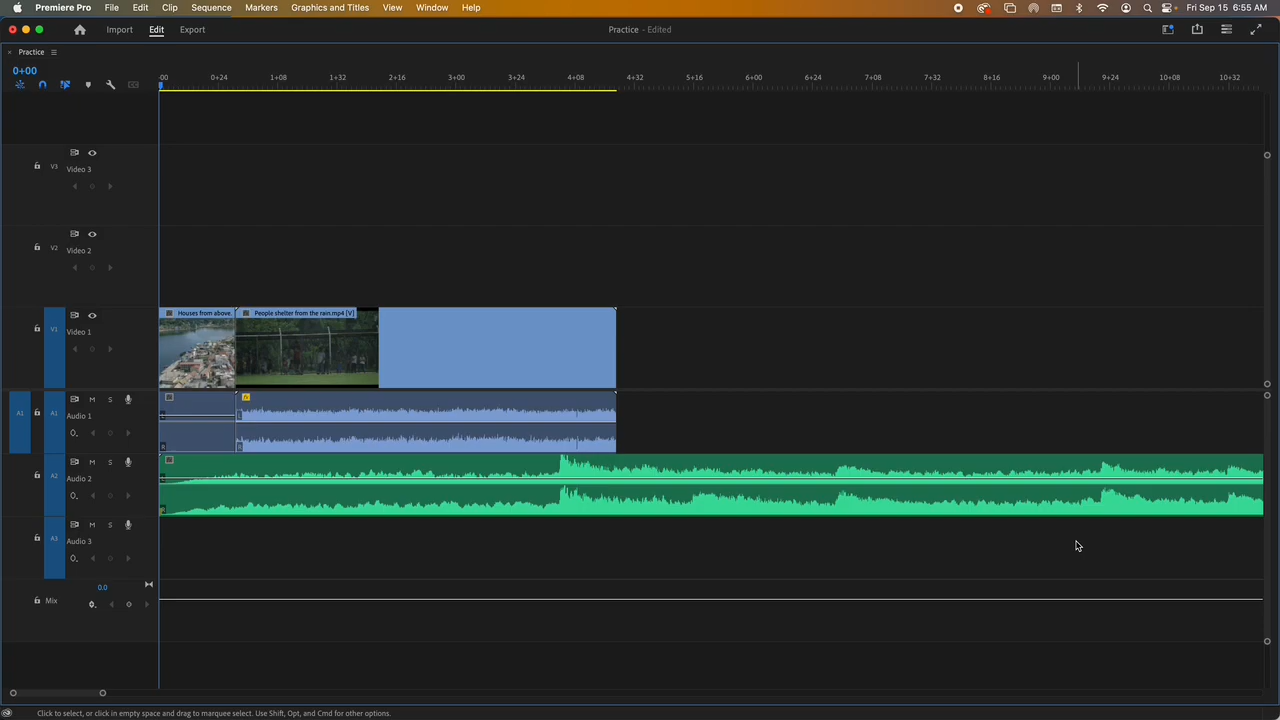 Premiere Pro File Edit Clip Sequence Markers Graphics and Titles View Window Help Fri Sep 15 6:55 AM
Import Edit Export Practice - Edited
× Practice
0+00
:00 0+24 1+08 1+32 2+16 3+00 3+24 4+08 4+32 5+16 6+00 6+24 7+08 7+32 8+16 9+00 9+24 10+08 10+32
V3 Video 3
V2 Video 2
Houses from above. People shelter from the rain.mp4 [V]
V1 Video 1
A1 A1 M S
Audio 1
0.
L L
R R
A2 M S
Audio 2
0.
A3 M S
Audio 3
0.
0.0
Mix 0.
Click to select, or click in empty space and drag to marquee select. Use Shift, Opt, and Cmd for other options.